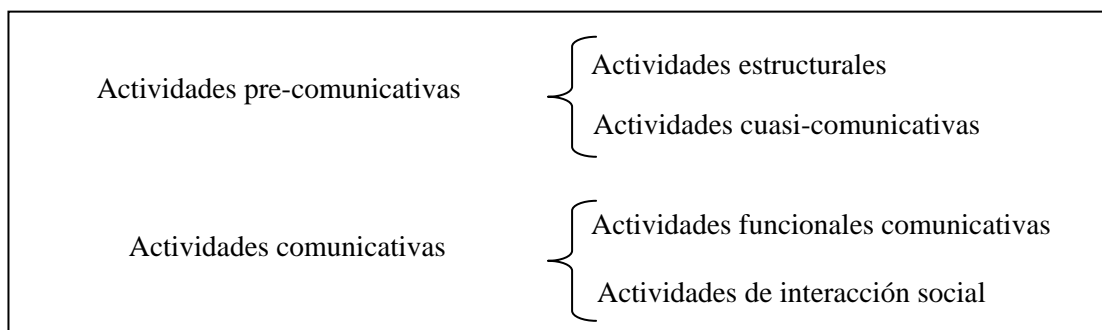 Actividades pre-comunicativas
Actividades estructurales
Actividades cuasi-comunicativas
Actividades comunicativas
Actividades funcionales comunicativas
Actividades de interacción social